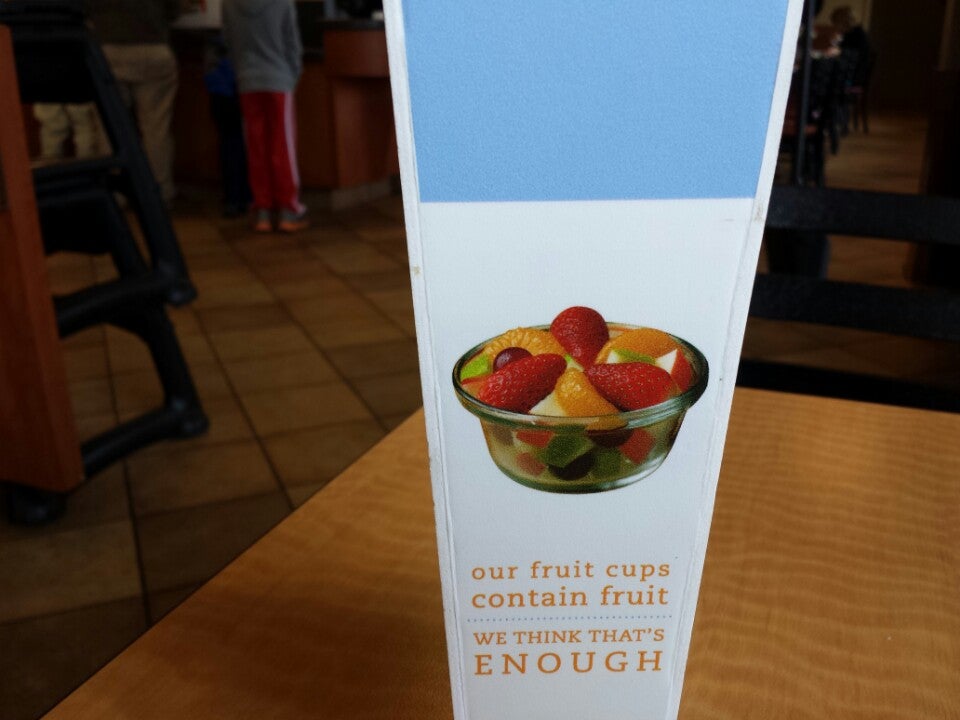 our fruit cups
contain fruit
WE THINK THAT'S
ENOUGH